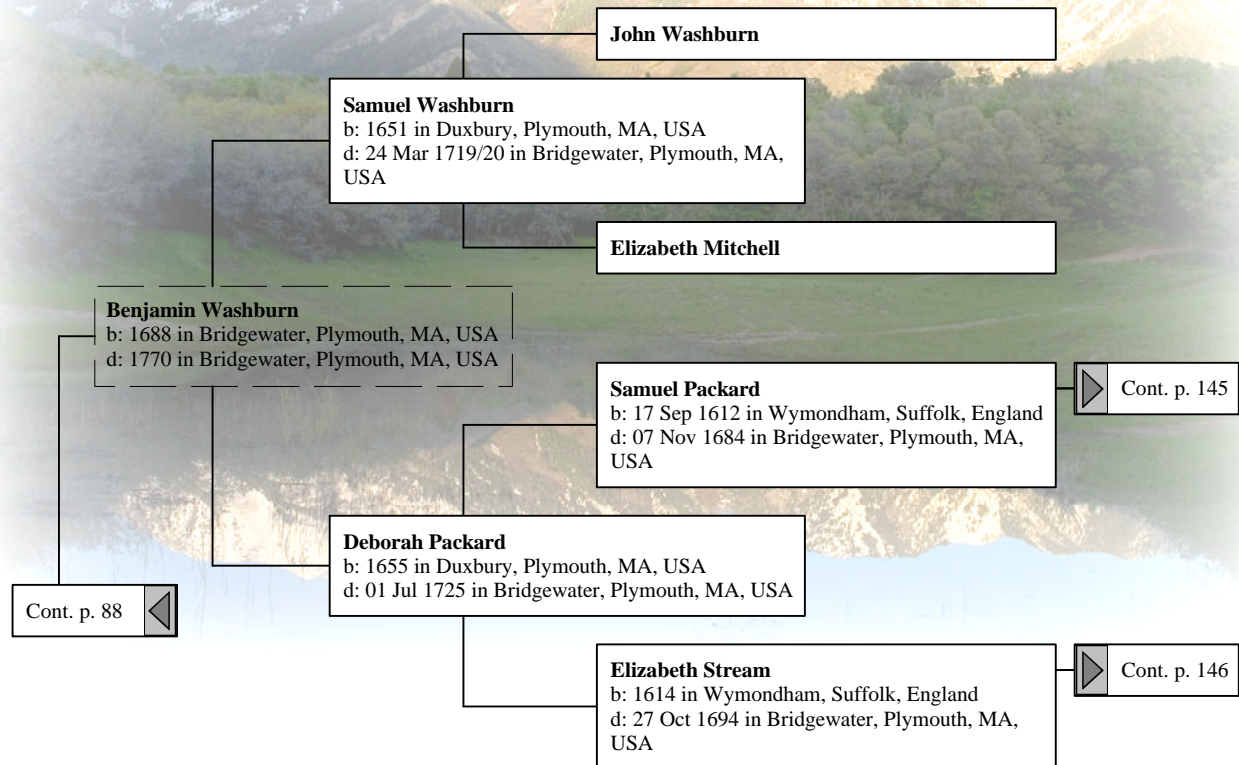 John Washburn
Samuel Washburn
b: 1651 in Duxbury, Plymouth, MA, USA
d: 24 Mar 1719/20 in Bridgewater, Plymouth, MA,
USA
Elizabeth Mitchell
Benjamin Washburn
b: 1688 in Bridgewater, Plymouth, MA, USA
d: 1770 in Bridgewater, Plymouth, MA, USA
Samuel Packard
b: 17 Sep 1612 in Wymondham, Suffolk, England
d: 07 Nov 1684 in Bridgewater, Plymouth, MA,
USA
Cont. p. 145
Deborah Packard
b: 1655 in Duxbury, Plymouth, MA, USA
d: 01 Jul 1725 in Bridgewater, Plymouth, MA, USA
Cont. p. 88
Elizabeth Stream
b: 1614 in Wymondham, Suffolk, England
d: 27 Oct 1694 in Bridgewater, Plymouth, MA,
USA
Cont. p. 146